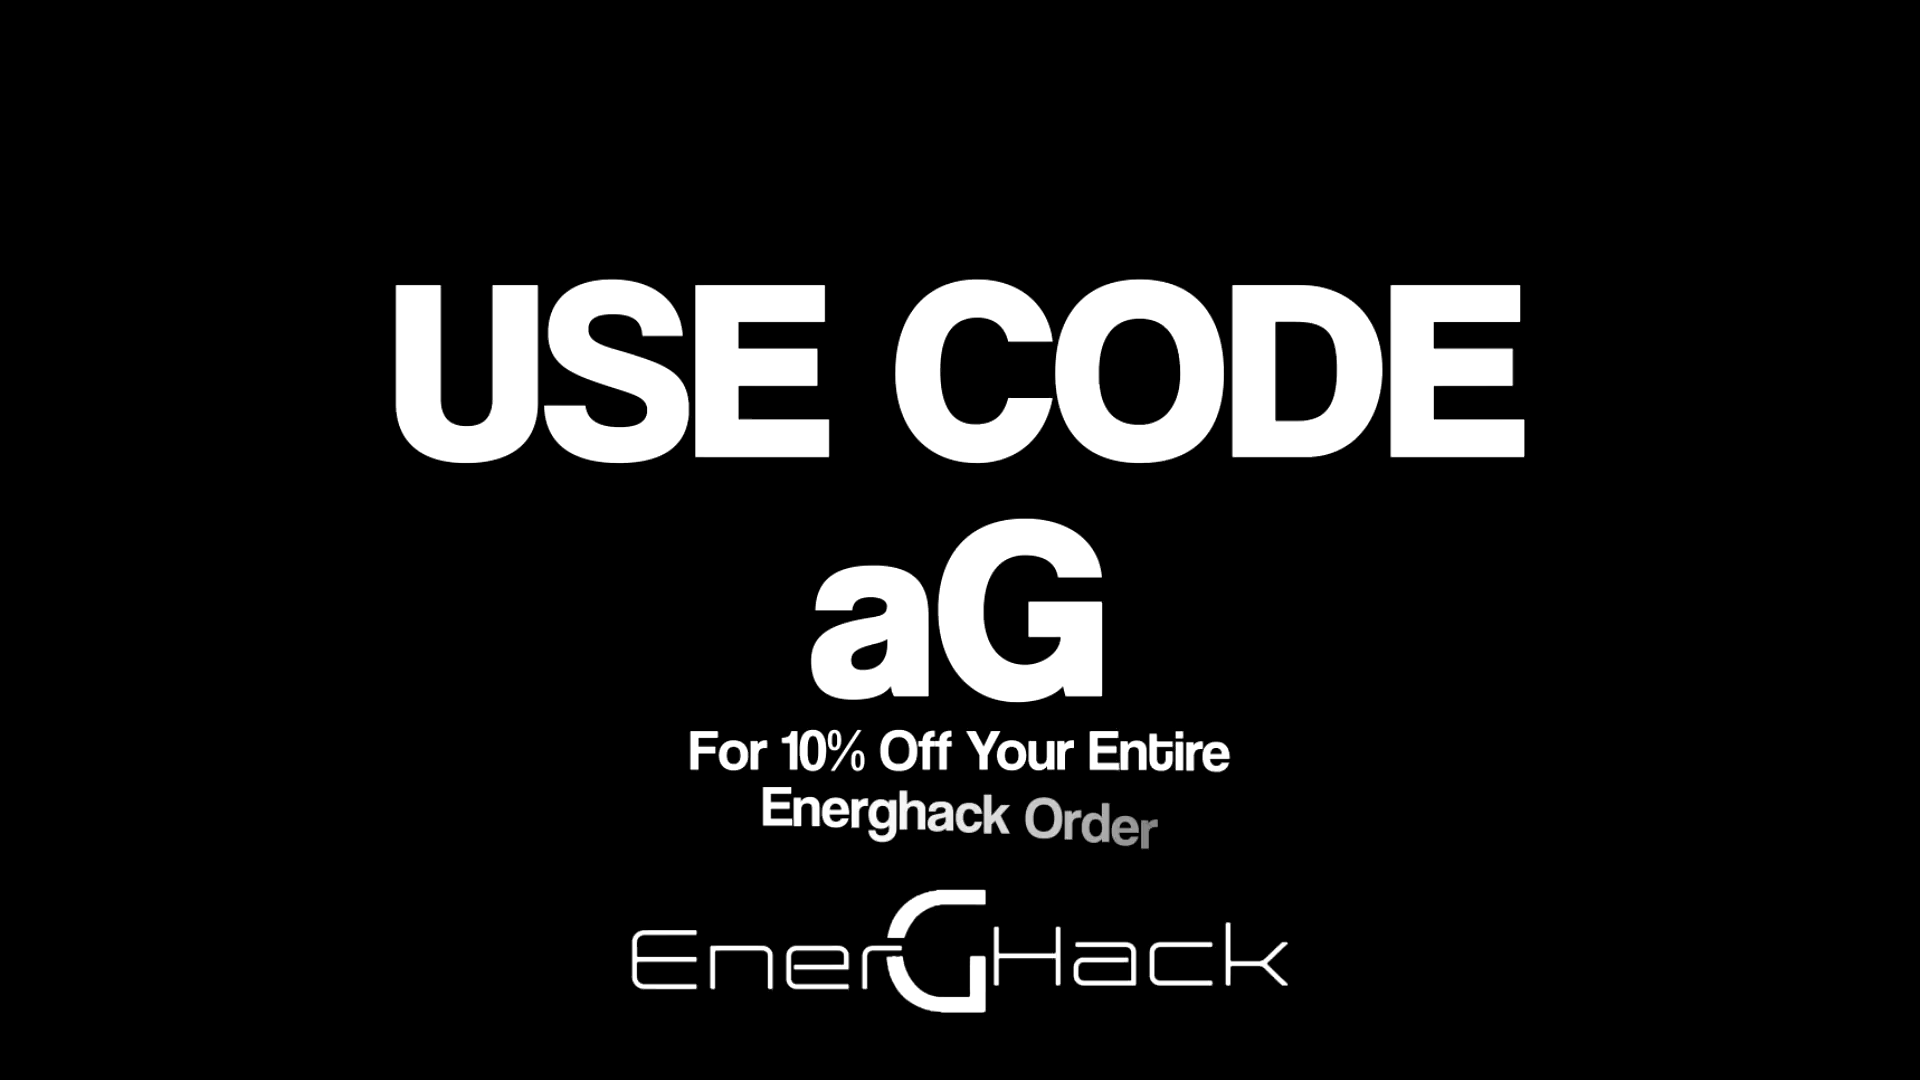 USE CODE
aG
For 10% Off Your Entire
Energhack Order
EnerGHack